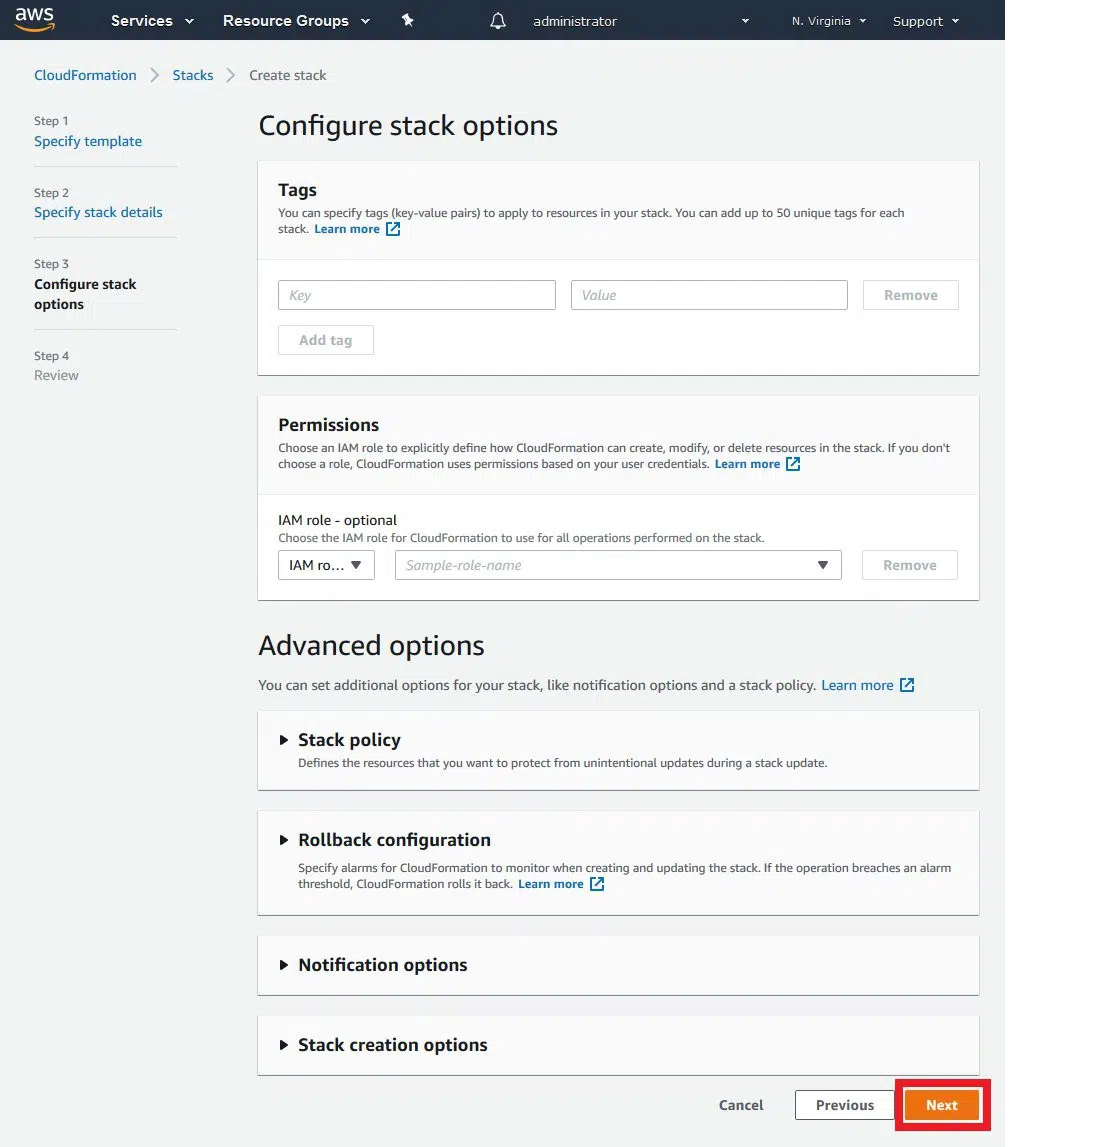 aws Services Resource Groups administrator N. Virginia Support
CloudFormation Stacks Create stack
Step 1
Specify template
Step 2
Specify stack details
Step 3
Configure stack
options
Step 4
Review
Configure stack options
Tags
You can specify tags (key-value pairs) to apply to resources in your stack. You can add up to 50 unique tags for each
stack. Learn more
Key Value Remove
Add tag
Permissions
Choose an IAM role to explicitly define how CloudFormation can create, modify, or delete resources in the stack. If you don't
choose a role, CloudFormation uses permissions based on your user credentials. Learn more
IAM role - optional
Choose the IAM role for CloudFormation to use for all operations performed on the stack.
IAM ro... Sample-role-name Remove
Advanced options
You can set additional options for your stack, like notification options and a stack policy. Learn more
Stack policy
Defines the resources that you want to protect from unintentional updates during a stack update.
Rollback configuration
Specify alarms for CloudFormation to monitor when creating and updating the stack. If the operation breaches an alarm
threshold, CloudFormation rolls it back. Learn more
Notification options
Stack creation options
Cancel Previous Next